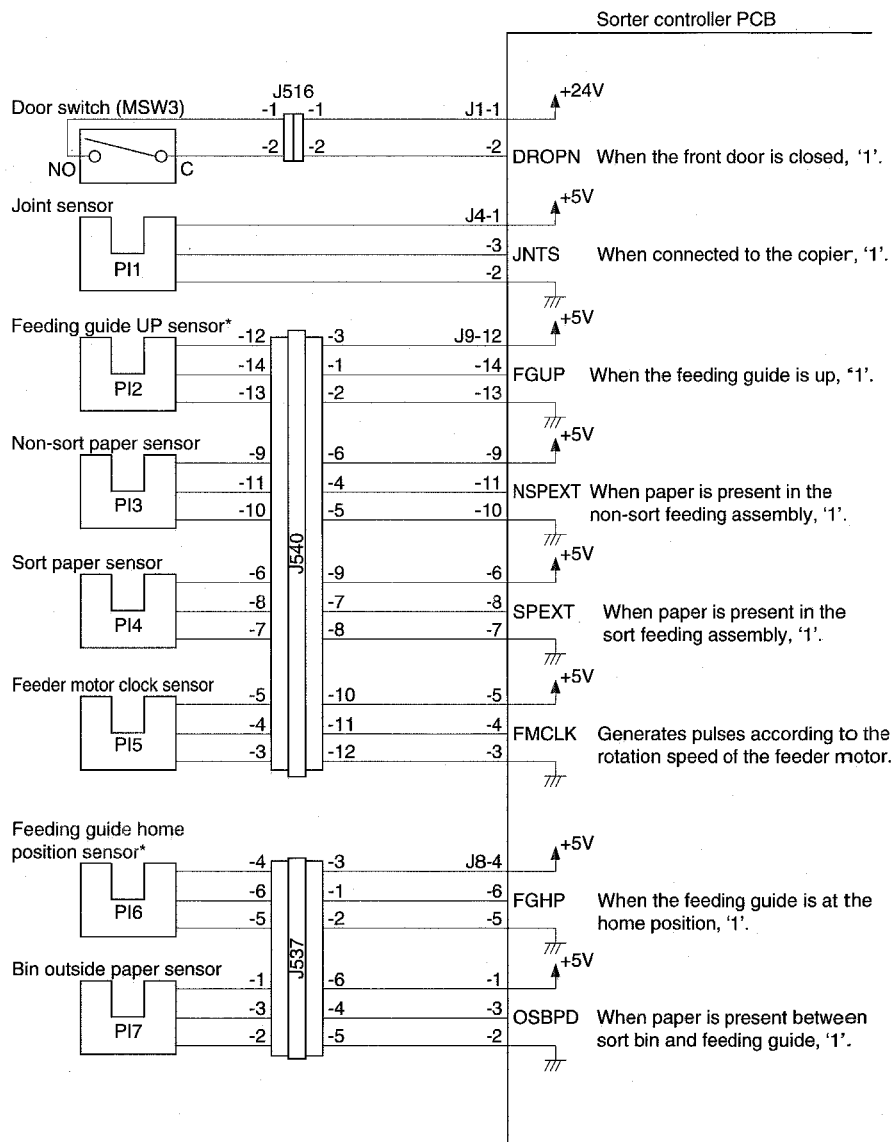 Sorter controller PCB
J516
+24V
Door switch (MSW3) -1 -1 J1-1
-2 -2 -2 DROPN When the front door is closed, '1'.
NO C
+5V
Joint sensor J4-1
-3 JNTS When connected to the copier, '1'.
PI1 -2
+5V
Feeding guide UP sensor* -12 -3 J9-12
-14 -1 -14 FGUP When the feeding guide is up, '1'.
PI2 -13 -2 -13
+5V
Non-sort paper sensor -9 -6 -9
-11 -4 -11 NSPEXT When paper is present in the
PI3 -10 -5 -10 non-sort feeding assembly, '1'.
J540
+5V
Sort paper sensor -6 -9 -6
-8 -7 -8 SPEXT When paper is present in the
PI4 -7 -8 -7 sort feeding assembly, '1'.
+5V
Feeder motor clock sensor -5 -10 -5
-4 -11 -4 FMCLK Generates pulses according to the
PI5 -3 -12 -3 rotation speed of the feeder motor.
Feeding guide home
+5V
position sensor* -4 -3 J8-4
-6 -1 -6 FGHP When the feeding guide is at the
PI6 -5 -2 -5 home position, '1'.
J537
+5V
Bin outside paper sensor -1 -6 -1
-3 -4 -3 OSBPD When paper is present between
PI7 -2 -5 -2 sort bin and feeding guide, '1'.